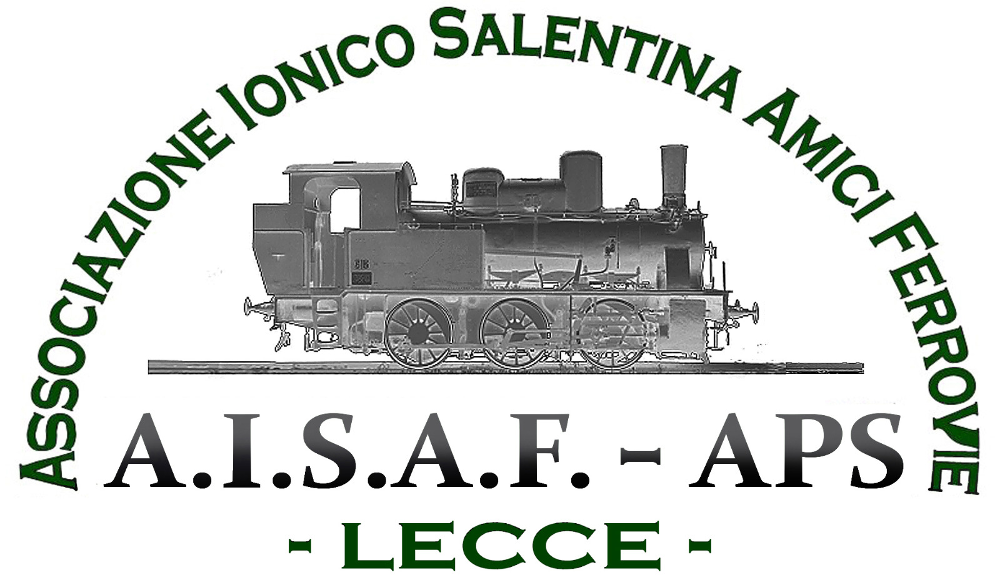 ASSOCIAZIONE IONICO SALENTINA AMICI FERROVIE
A.I.S.A.F. - APS
- LECCE -